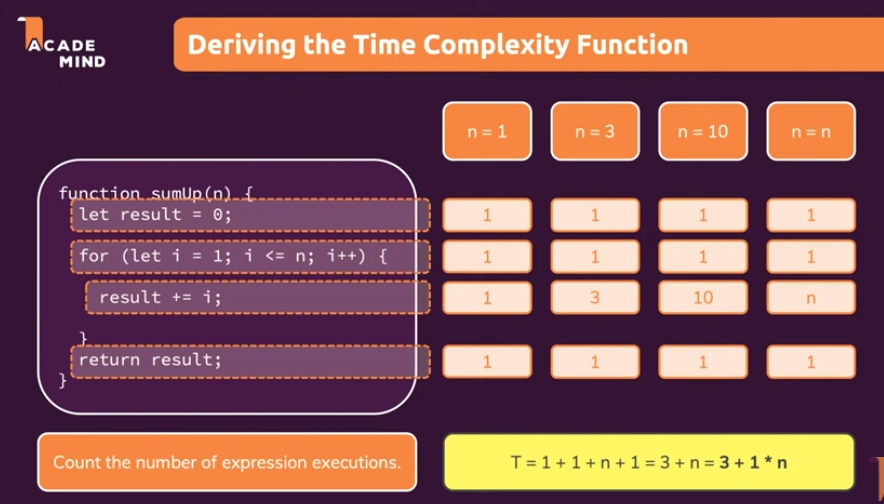 ACADE
MIND
Deriving the Time Complexity Function
n = 1 n = 3 n = 10 n = n
function sumUp(n) {
let result = 0; 1 1 1 1
for (let i = 1; i <= n; i++) { 1 1 1 1
result += i; 1 3 10 n
}
return result; 1 1 1 1
}
Count the number of expression executions.
T = 1 + 1 + n + 1 = 3 + n = 3 + 1 * n